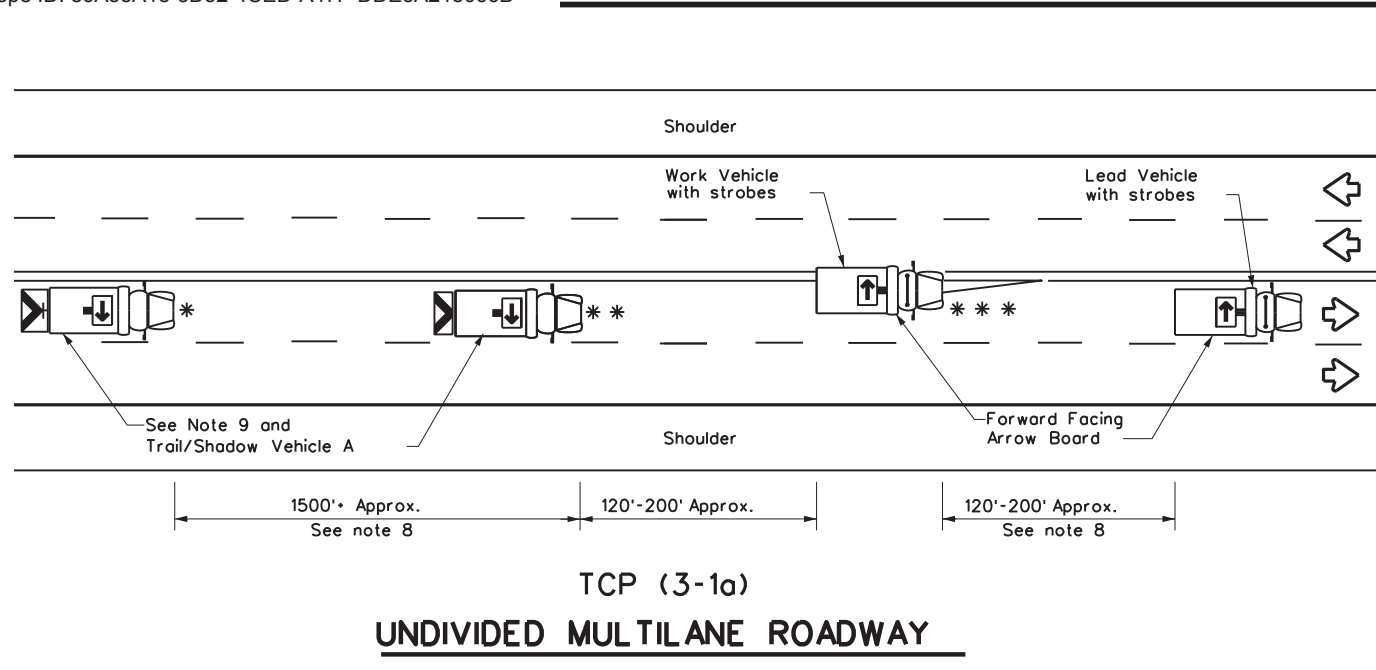 Shoulder
Work Vehicle
with strobes
Lead Vehicle
with strobes
*
* *
* * *
See Note 9 and
Trail/Shadow Vehicle A
Shoulder
Forward Facing
Arrow Board
1500'+ Approx.
See note 8
120'-200' Approx.
120'-200' Approx.
See note 8
TCP (3-1a)
UNDIVIDED MULTILANE ROADWAY